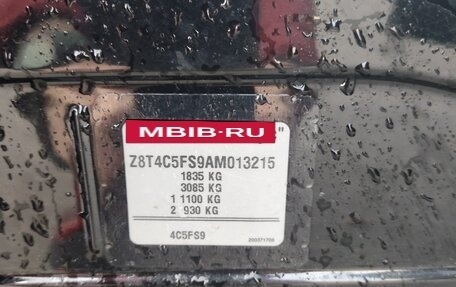 MBIB-RU
Z8T4C5FS9AM013215
1835 KG
3085 KG
1 1100 KG
2 930 KG
4C5FS9